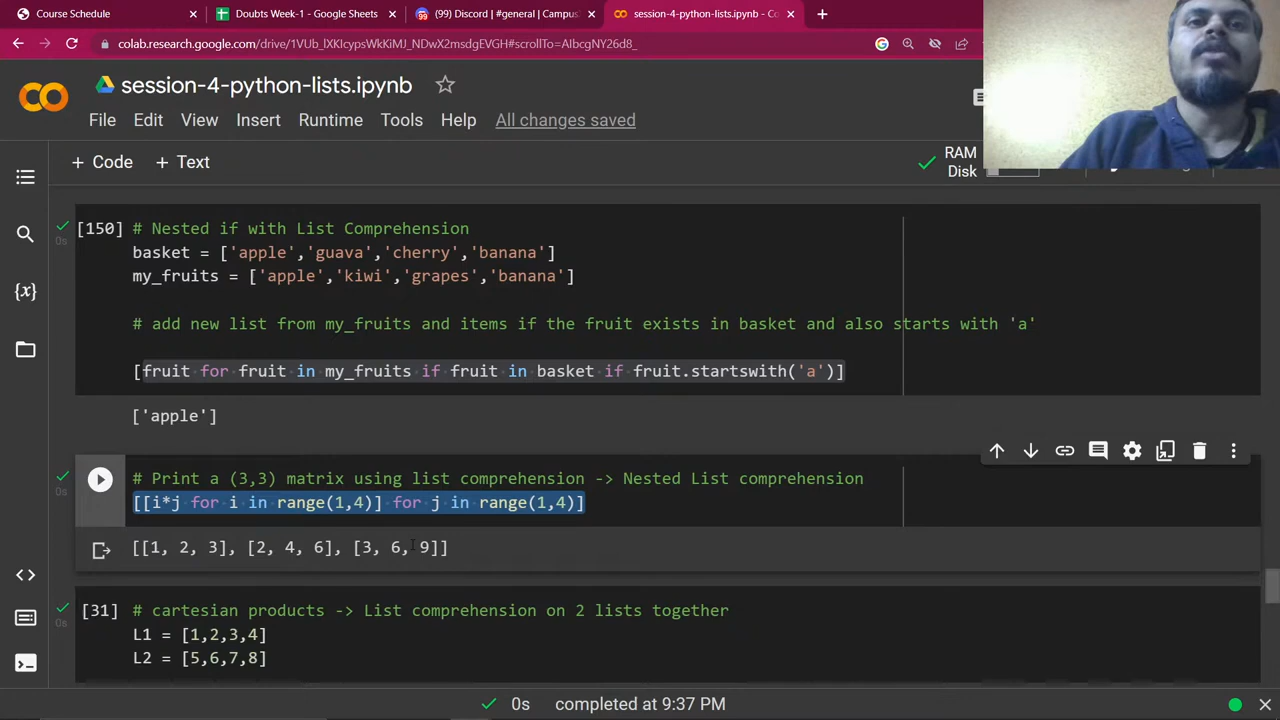 Course Schedule
Doubts Week-1 - Google Sheets
(99) Discord | #general | Campus
session-4-python-lists.ipynb - Co
colab.research.google.com/drive/1VUb_lXKIcypsWkKiMJ_NDwX2msdgEVGH#scrollTo=AIbcgNY26d8_
session-4-python-lists.ipynb
File Edit View Insert Runtime Tools Help All changes saved
+ Code + Text
RAM
Disk
[150] # Nested if with List Comprehension
basket = ['apple','guava','cherry','banana']
my_fruits = ['apple','kiwi','grapes','banana']
# add new list from my_fruits and items if the fruit exists in basket and also starts with 'a'
[fruit for fruit in my_fruits if fruit in basket if fruit.startswith('a')]
['apple']
# Print a (3,3) matrix using list comprehension -> Nested List comprehension
[[i*j for i in range(1,4)] for j in range(1,4)]
[[1, 2, 3], [2, 4, 6], [3, 6, 9]]
[31] # cartesian products -> List comprehension on 2 lists together
L1 = [1,2,3,4]
L2 = [5,6,7,8]
0s completed at 9:37 PM